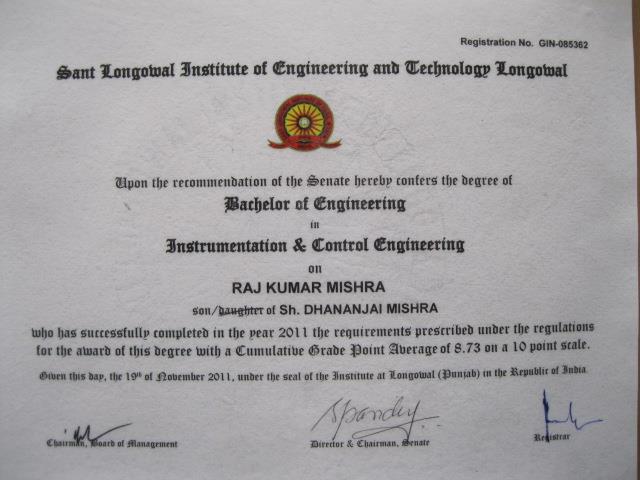 Registration No. GIN-085362
Sant Longowal Institute of Engineering and Technology Longowal
Upon the recommendation of the Senate hereby confers the degree of
Bachelor of Engineering
in
Instrumentation & Control Engineering
on
RAJ KUMAR MISHRA
son/daughter of Sh. DHANANJAI MISHRA
who has successfully completed in the year 2011 the requirements prescribed under the regulations
for the award of this degree with a Cumulative Grade Point Average of 8.73 on a 10 point scale.
Given this day, the 19th of November 2011, under the seal of the Institute at Longowal (Punjab) in the Republic of India
Chairman, Board of Management
Director & Chairman, Senate
Registrar